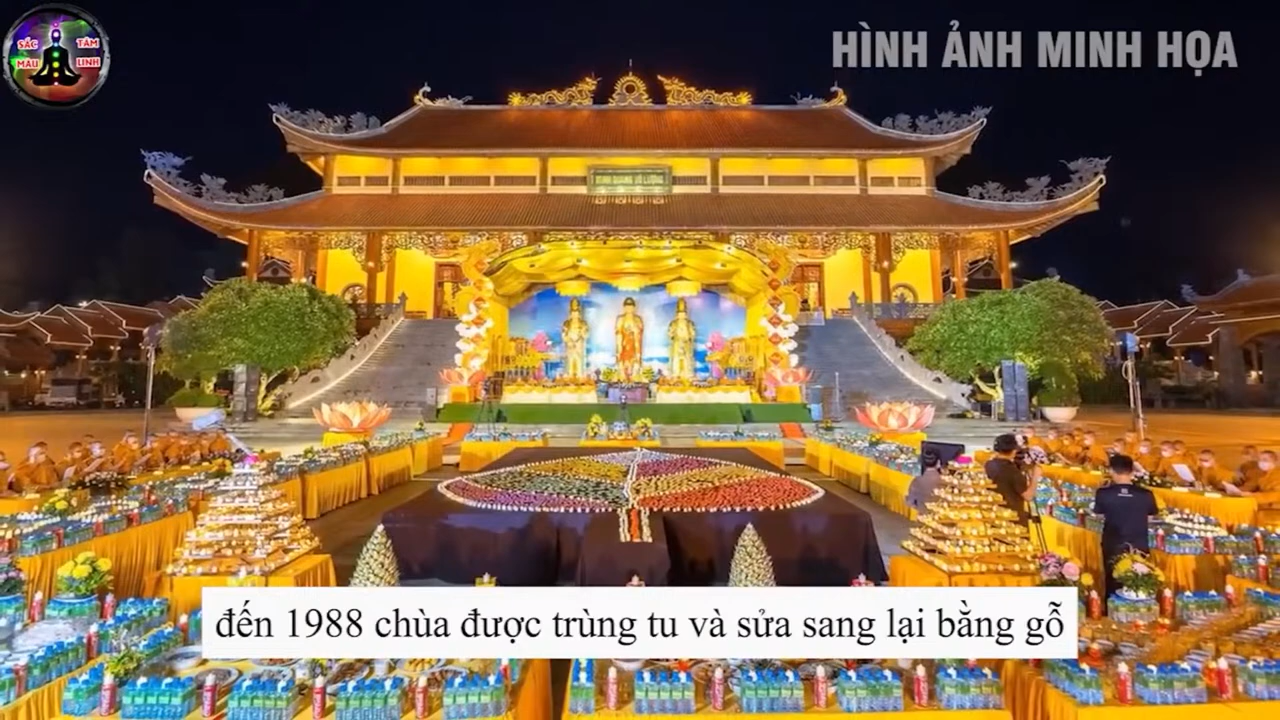 SẮC TÂM
MÀU LINH
HÌNH ẢNH MINH HỌA
đến 1988 chùa được trùng tu và sửa sang lại bằng gỗ